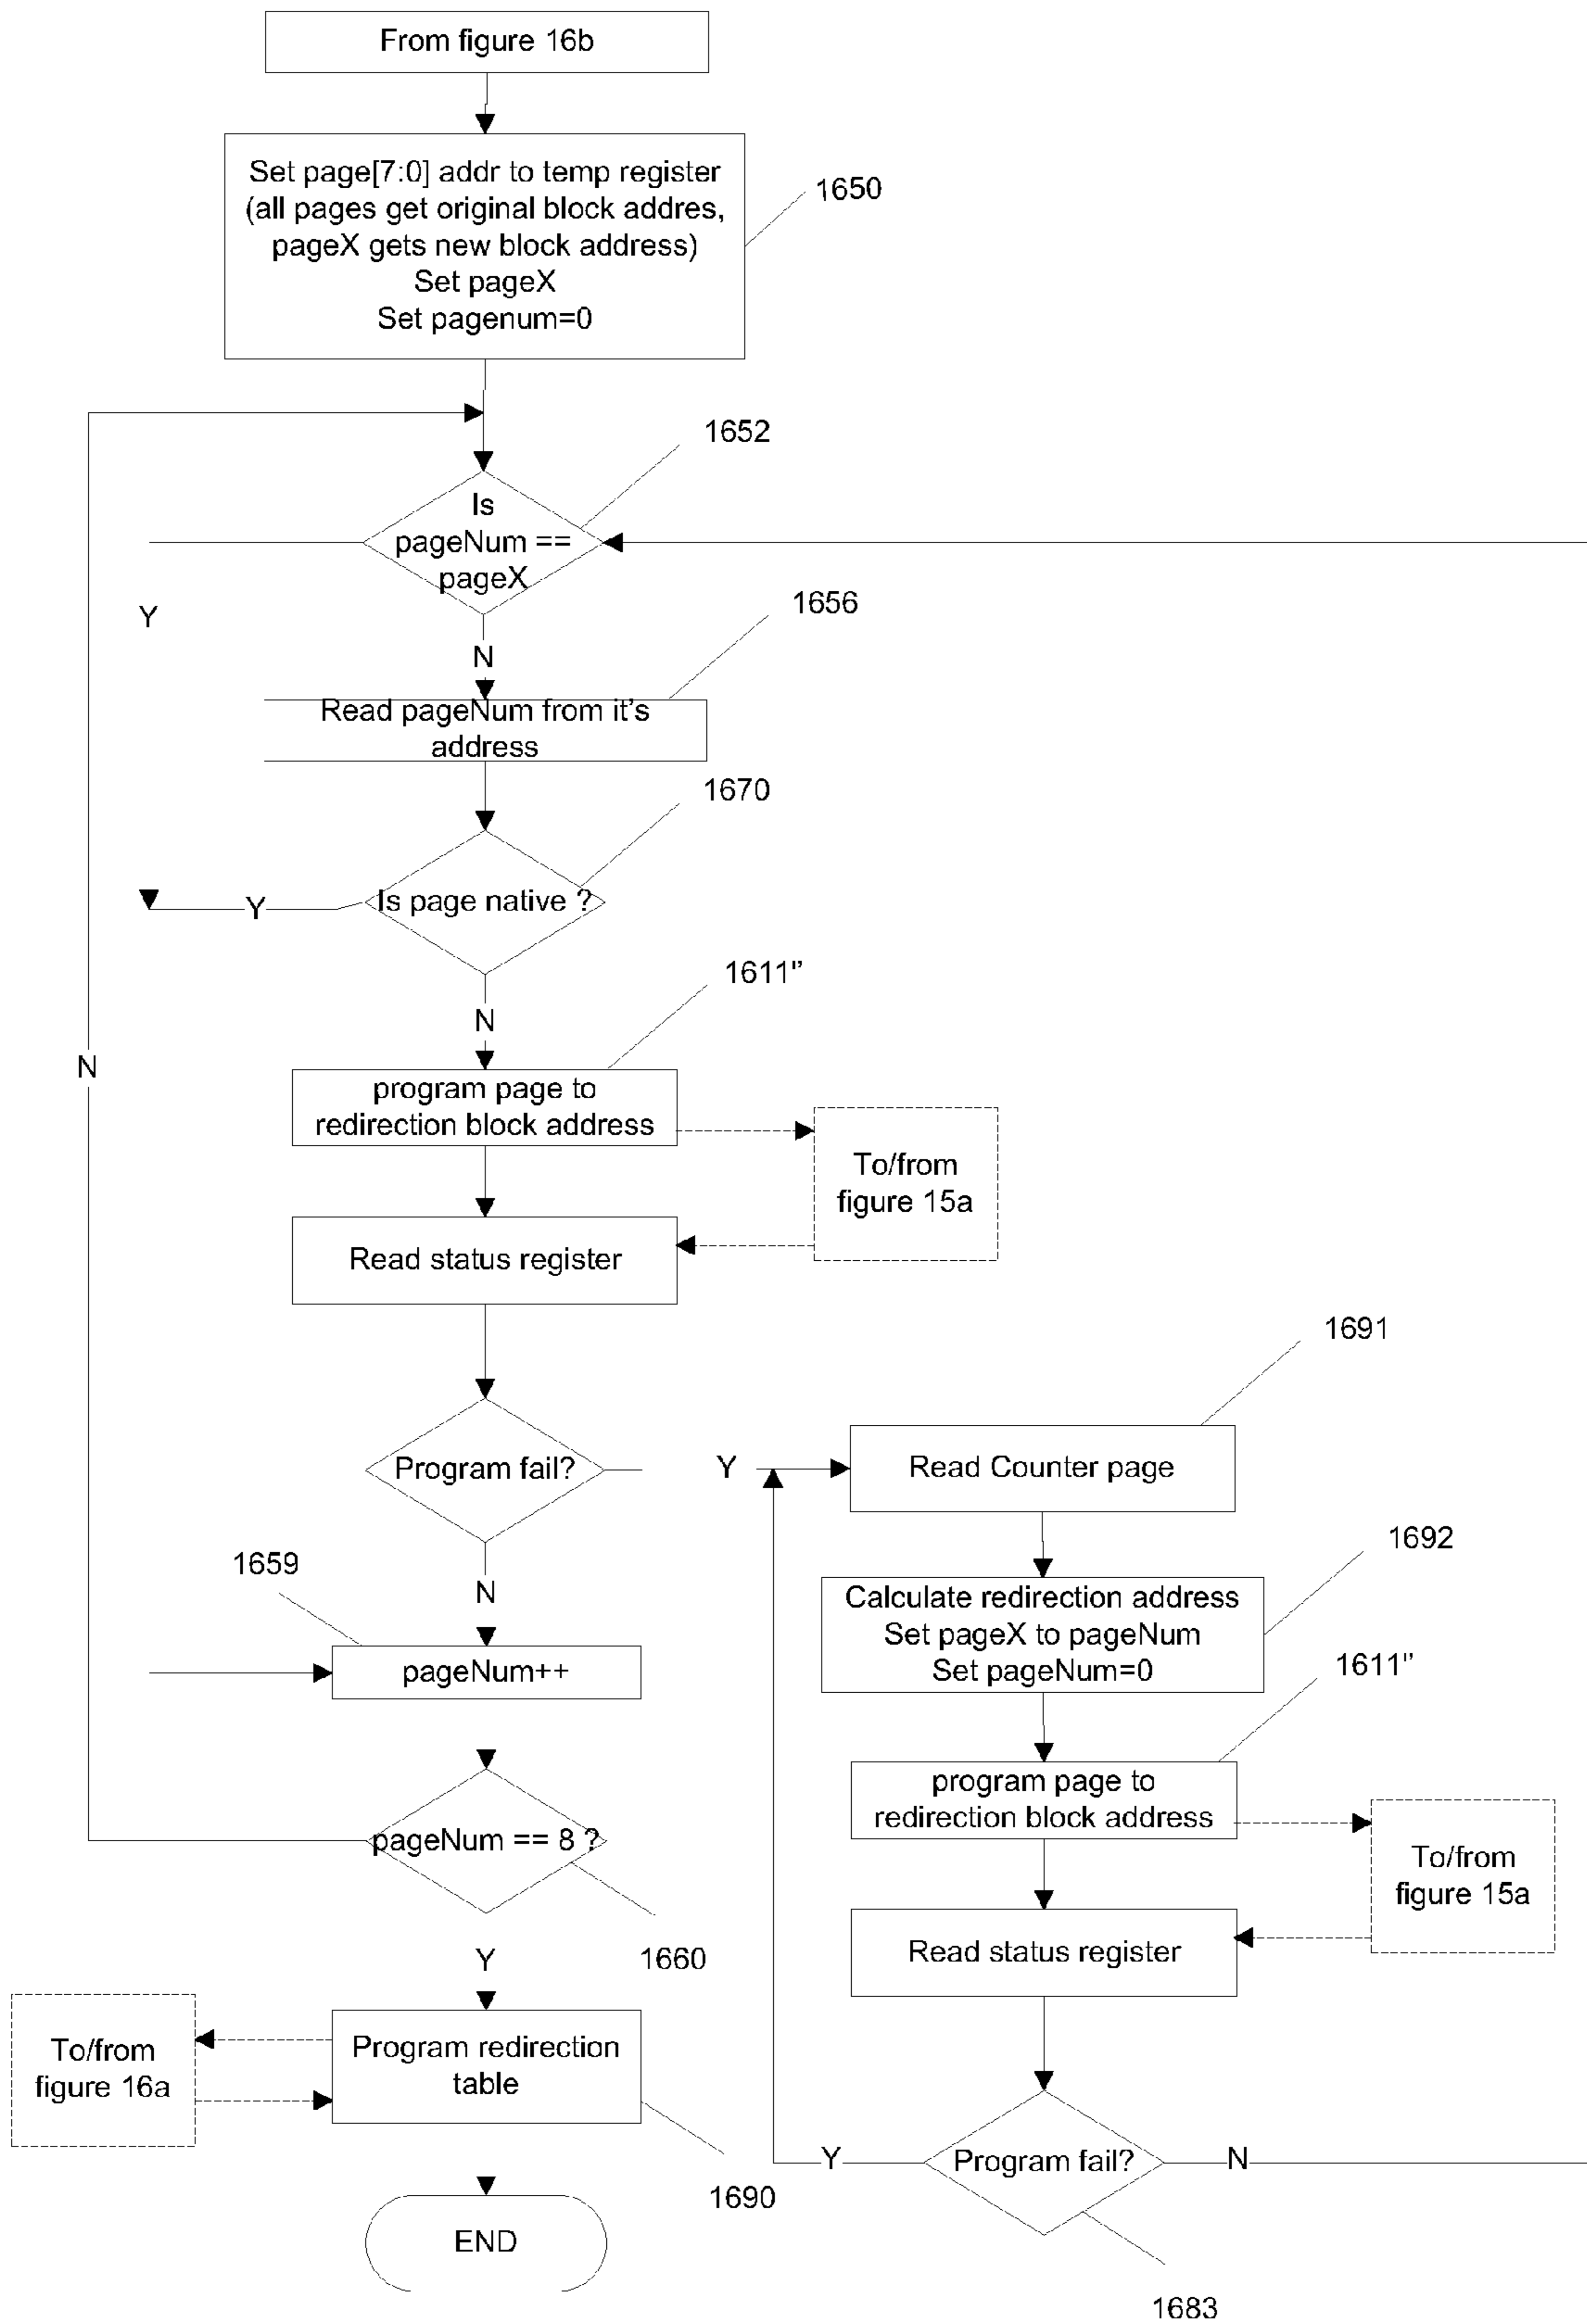 From figure 16b
Set page[7:0] addr to temp register
(all pages get original block addres,
pageX gets new block address)
Set pageX
Set pagenum=0
1650
1652
Is
pageNum ==
pageX
Y
N
1656
Read pageNum from it's
address
1670
Is page native ?
Y
N
1611"
program page to
redirection block address
To/from
figure 15a
Read status register
N
Program fail?
Y
N
1659
pageNum++
pageNum == 8 ?
1660
Y
Program redirection
table
To/from
figure 16a
1690
END
1691
Read Counter page
1692
Calculate redirection address
Set pageX to pageNum
Set pageNum=0
1611"
program page to
redirection block address
To/from
figure 15a
Read status register
Program fail?
Y
N
1683